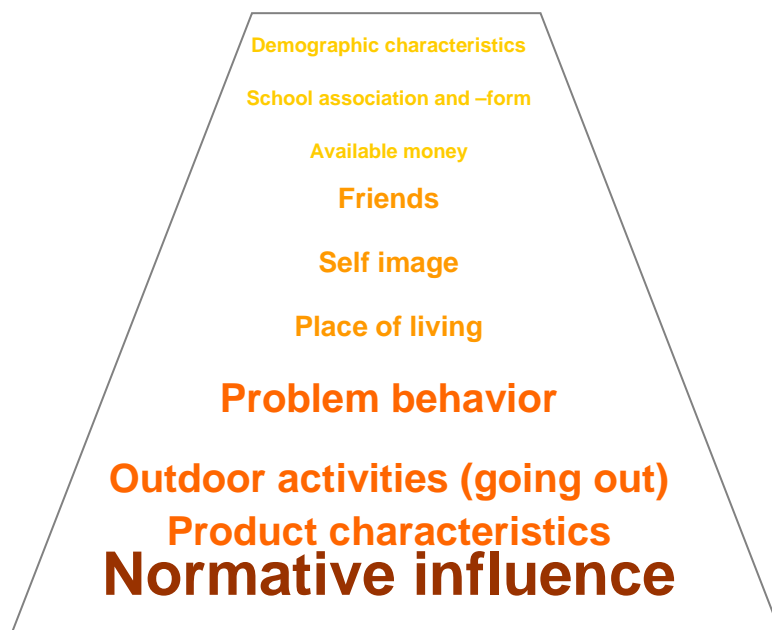 Demographic characteristics
School association and –form
Available money
Friends
Self image
Place of living
Problem behavior
Outdoor activities (going out)
Product characteristics
Normative influence